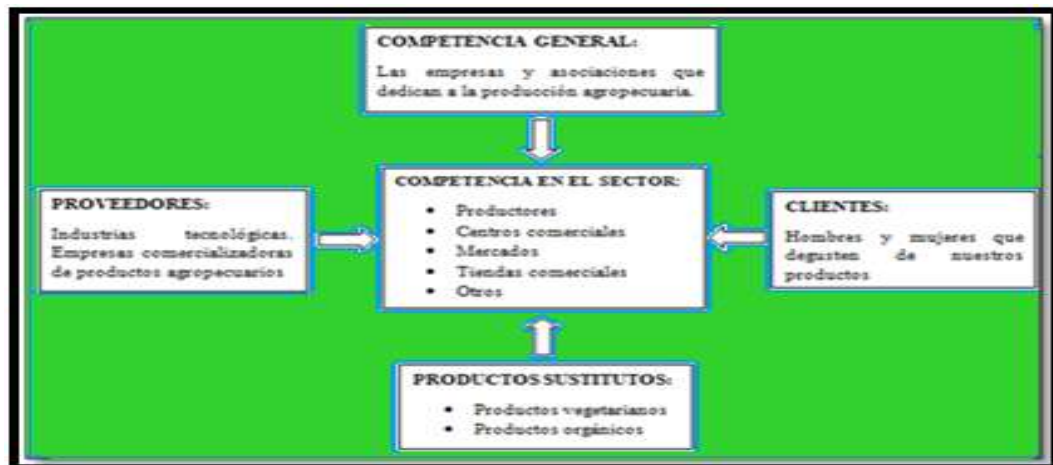 COMPETENCIA GENERAL:
Las empresas y asociaciones que
dedican a la producción agropecuaria.
PROVEEDORES:
Industrias tecnológicas.
Empresas comercializadoras
de productos agropecuarios
COMPETENCIA EN EL SECTOR:
• Productores
• Centros comerciales
• Mercados
• Tiendas comerciales
• Otros
CLIENTES:
Hombres y mujeres que
degusten de nuestros
productos
PRODUCTOS SUSTITUTOS:
• Productos vegetarianos
• Productos orgánicos